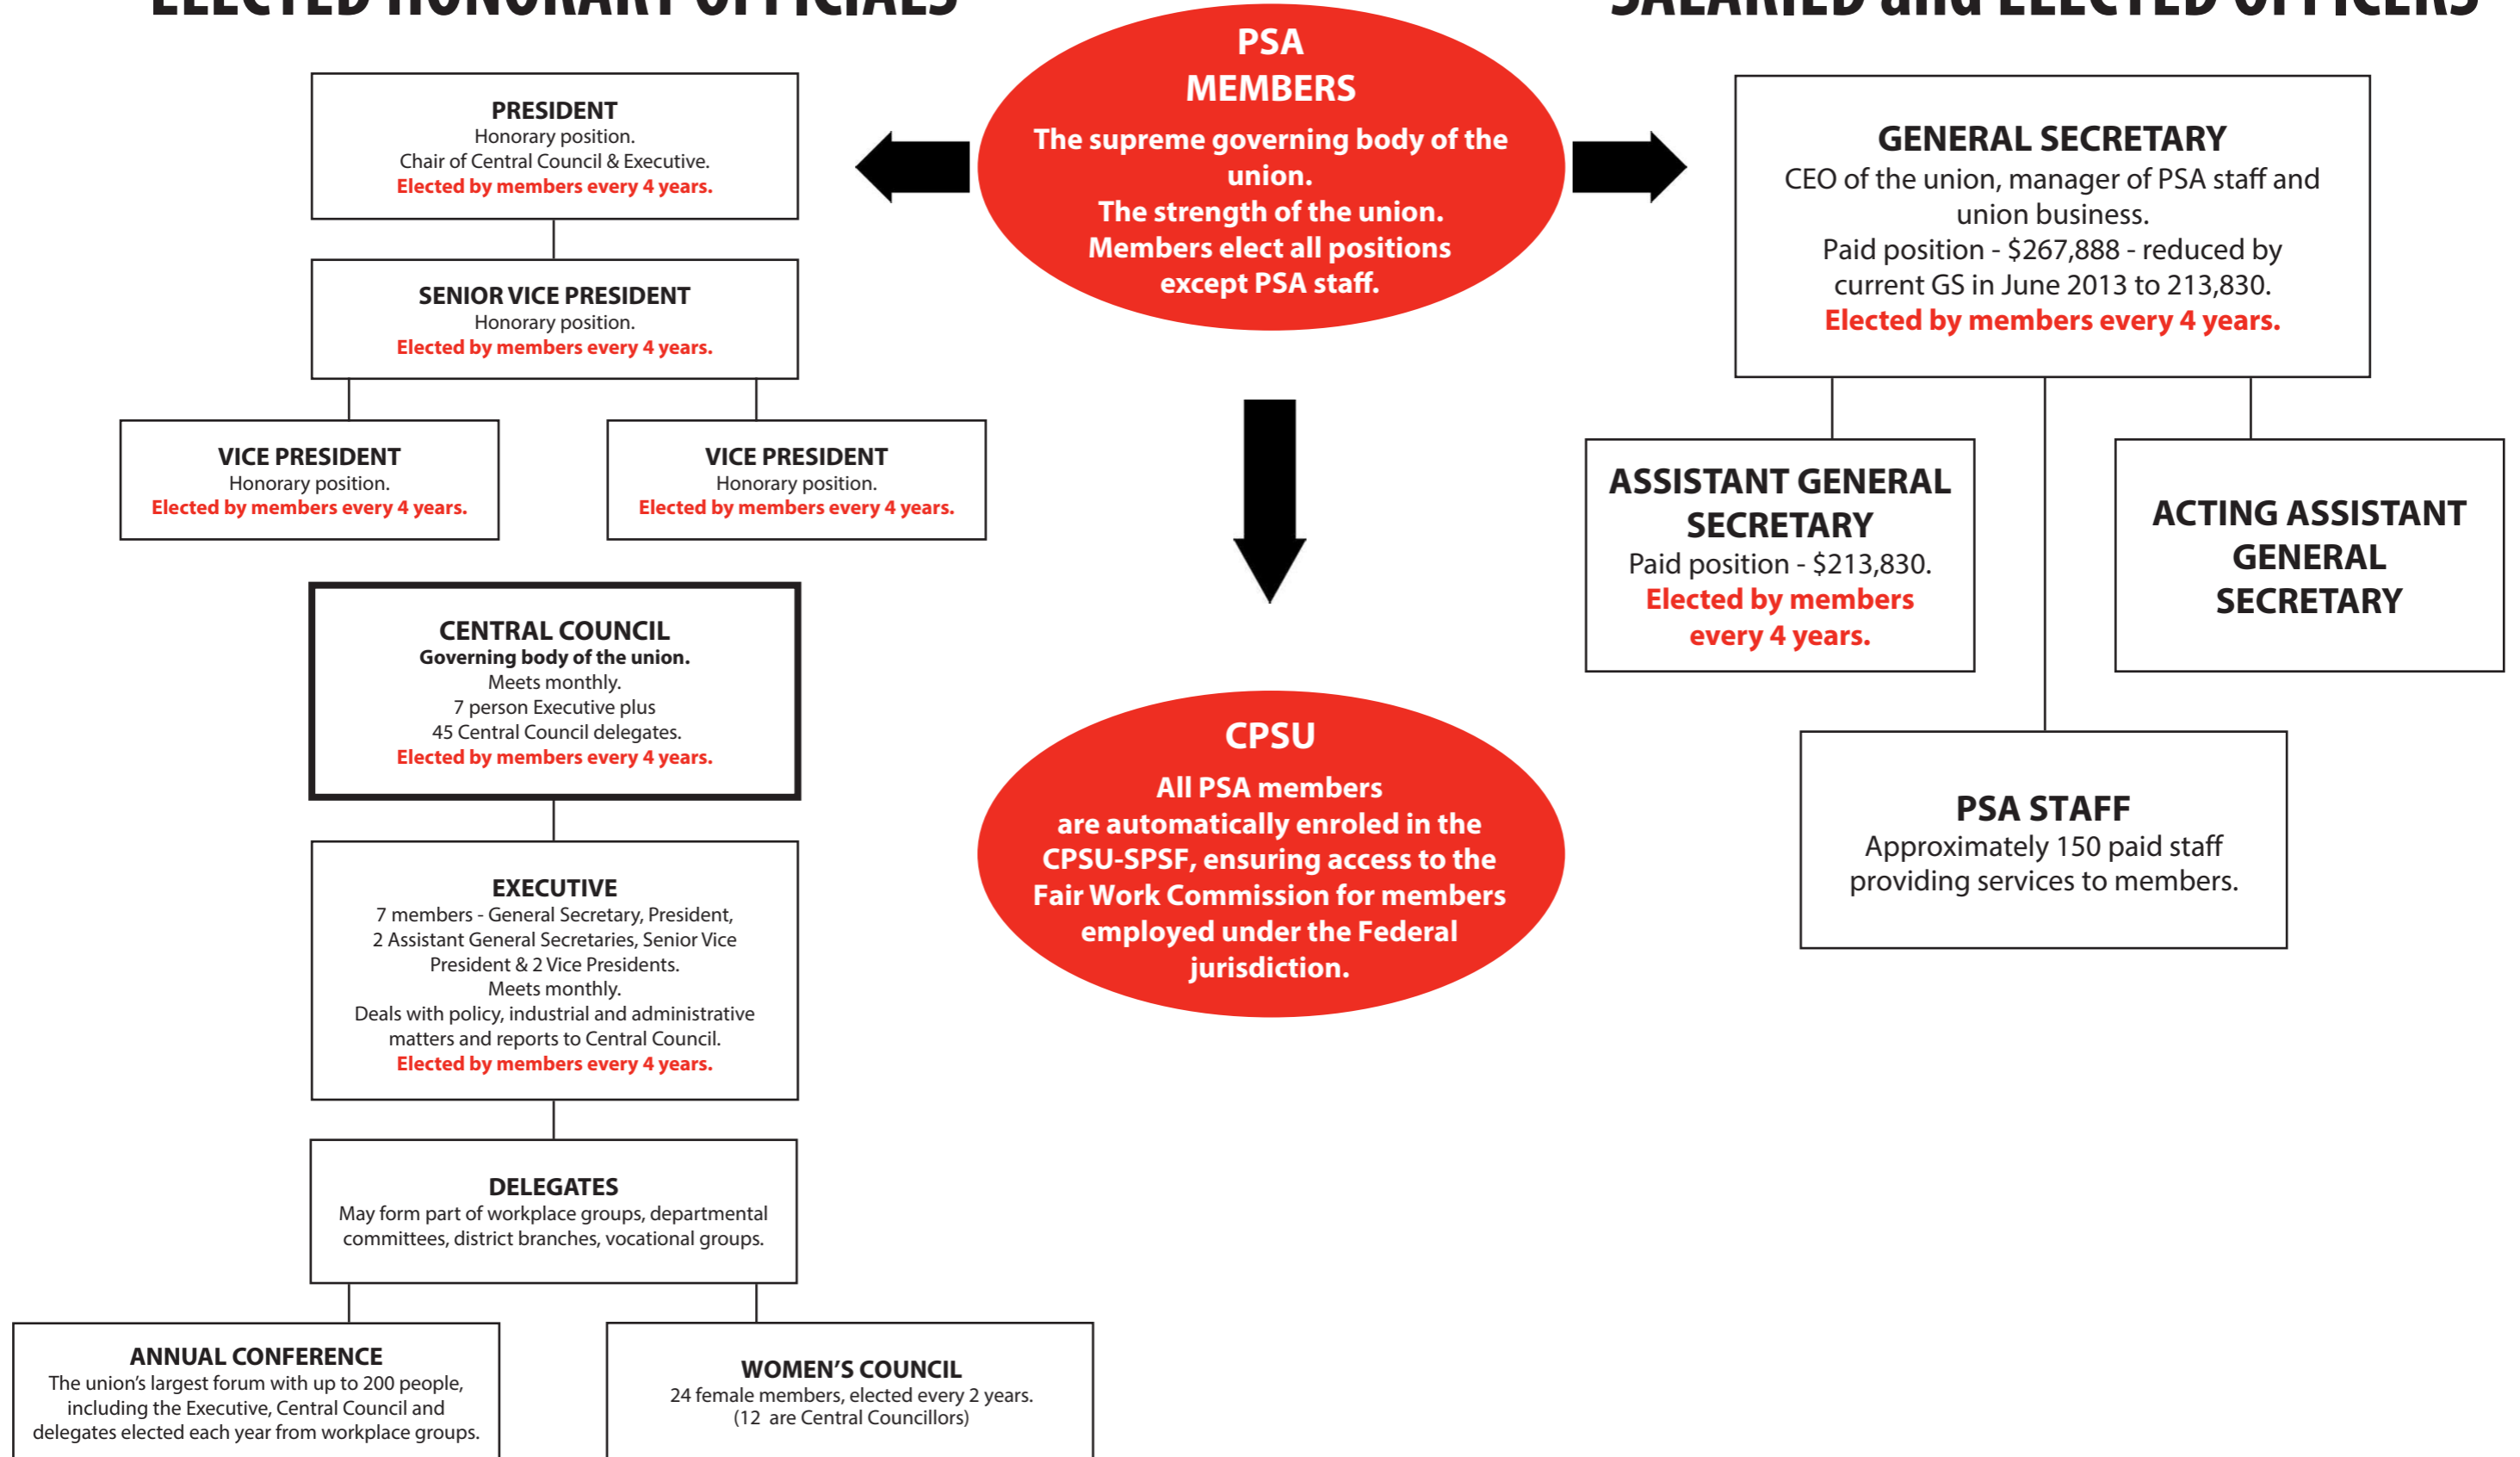 ELECTED HONORARY OFFICIALS
SALARIED and ELECTED OFFICERS
PSA
MEMBERS
The supreme governing body of the
union.
The strength of the union.
Members elect all positions
except PSA staff.
PRESIDENT
Honorary position.
Chair of Central Council & Executive.
Elected by members every 4 years.
SENIOR VICE PRESIDENT
Honorary position.
Elected by members every 4 years.
VICE PRESIDENT
Honorary position.
Elected by members every 4 years.
VICE PRESIDENT
Honorary position.
Elected by members every 4 years.
CENTRAL COUNCIL
Governing body of the union.
Meets monthly.
7 person Executive plus
45 Central Council delegates.
Elected by members every 4 years.
EXECUTIVE
7 members - General Secretary, President,
2 Assistant General Secretaries, Senior Vice
President & 2 Vice Presidents.
Meets monthly.
Deals with policy, industrial and administrative
matters and reports to Central Council.
Elected by members every 4 years.
DELEGATES
May form part of workplace groups, departmental
committees, district branches, vocational groups.
ANNUAL CONFERENCE
The union’s largest forum with up to 200 people,
including the Executive, Central Council and
delegates elected each year from workplace groups.
WOMEN’S COUNCIL
24 female members, elected every 2 years.
(12 are Central Councillors)
CPSU
All PSA members
are automatically enroled in the
CPSU-SPSF, ensuring access to the
Fair Work Commission for members
employed under the Federal
jurisdiction.
GENERAL SECRETARY
CEO of the union, manager of PSA staff and
union business.
Paid position - $267,888 - reduced by
current GS in June 2013 to 213,830.
Elected by members every 4 years.
ASSISTANT GENERAL
SECRETARY
Paid position - $213,830.
Elected by members
every 4 years.
ACTING ASSISTANT
GENERAL
SECRETARY
PSA STAFF
Approximately 150 paid staff
providing services to members.